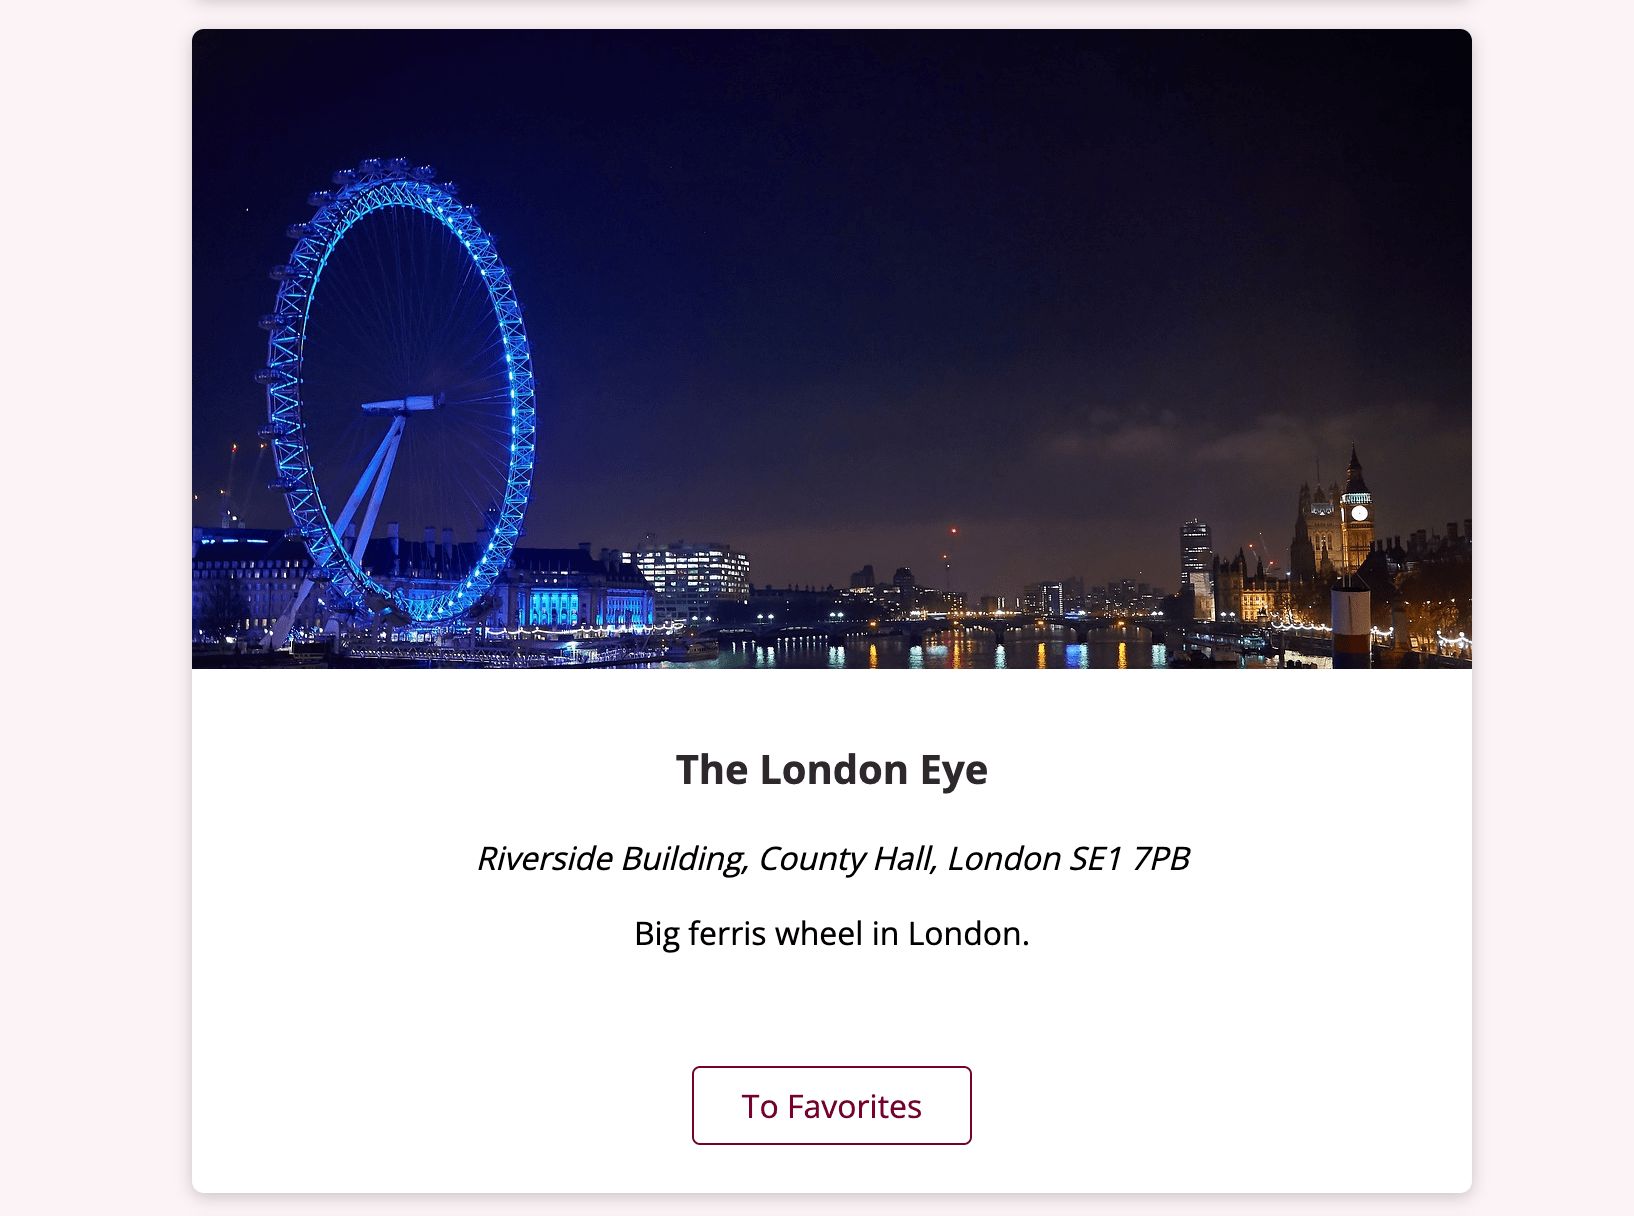 The London Eye
Riverside Building, County Hall, London SE1 7PB
Big ferris wheel in London.
To Favorites